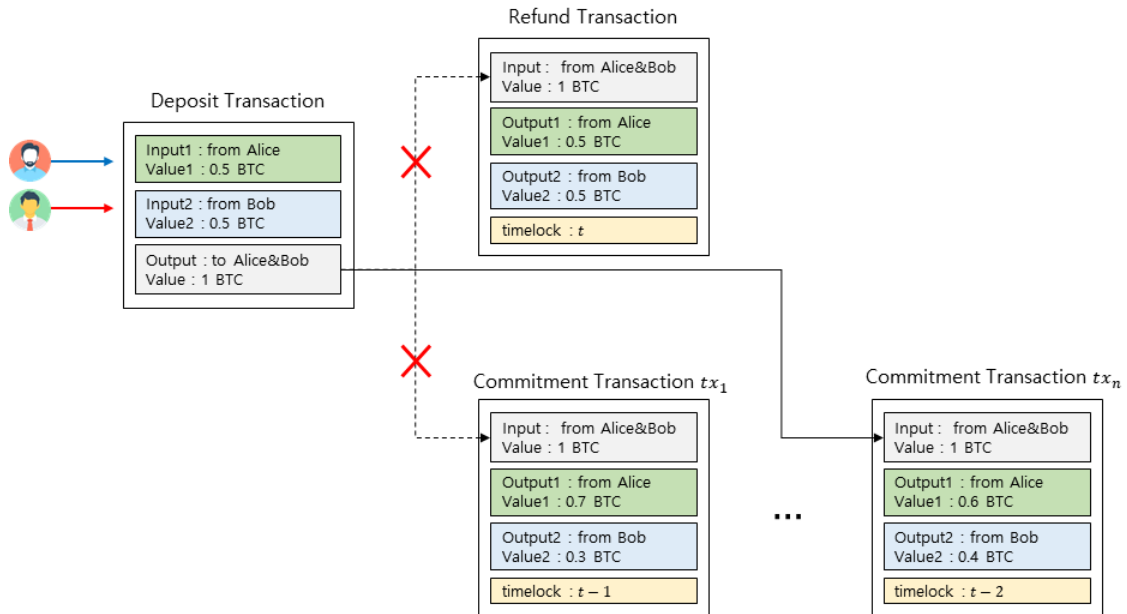 Refund Transaction
Input : from Alice&Bob
Value : 1 BTC
Output1 : from Alice
Value1 : 0.5 BTC
Output2 : from Bob
Value2 : 0.5 BTC
timelock : t
Deposit Transaction
Input1 : from Alice
Value1 : 0.5 BTC
Input2 : from Bob
Value2 : 0.5 BTC
Output : to Alice&Bob
Value : 1 BTC
Commitment Transaction tx₁
Input : from Alice&Bob
Value : 1 BTC
Output1 : from Alice
Value1 : 0.7 BTC
Output2 : from Bob
Value2 : 0.3 BTC
timelock : t − 1
...
Commitment Transaction txₙ
Input : from Alice&Bob
Value : 1 BTC
Output1 : from Alice
Value1 : 0.6 BTC
Output2 : from Bob
Value2 : 0.4 BTC
timelock : t − 2